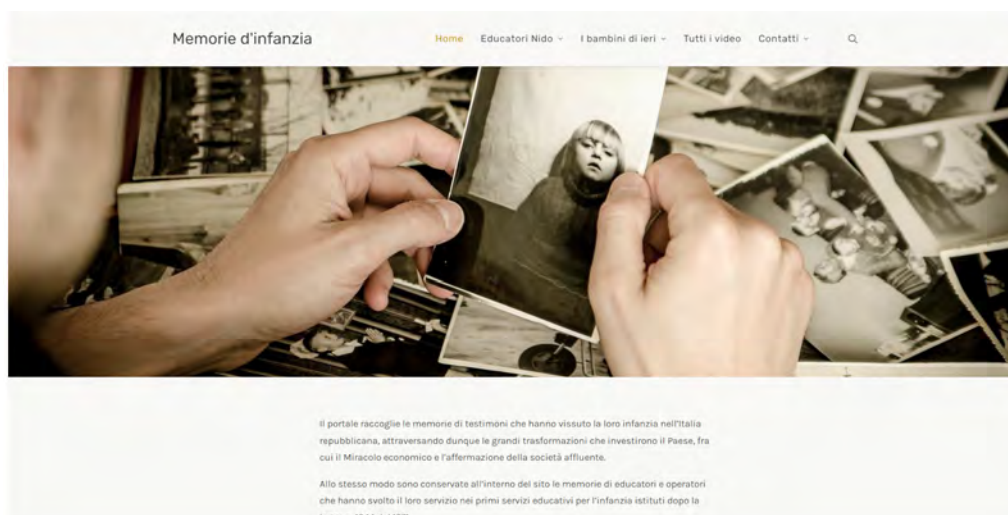 Memorie d'infanzia
Home Educatori Nido I bambini di ieri Tutti i video Contatti
Il portale raccoglie le memorie di testimoni che hanno vissuto la loro infanzia nell'Italia
repubblicana, attraversando dunque le grandi trasformazioni che investirono il Paese, fra
cui il Miracolo economico e l'affermazione della società affluente.
Allo stesso modo sono conservate all'interno del sito le memorie di educatori e operatori
che hanno svolto il loro servizio nei primi servizi educativi per l'infanzia istituti dopo la